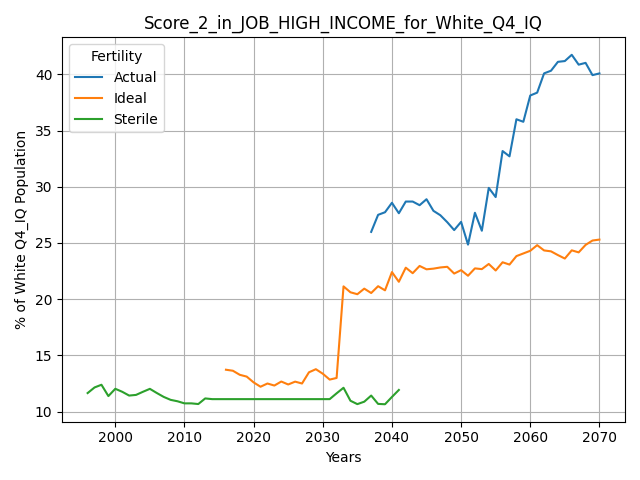 Score_2_in_JOB_HIGH_INCOME_for_White_Q4_IQ
Fertility
Actual
Ideal
Sterile
% of White Q4_IQ Population
40
35
30
25
20
15
10
2000 2010 2020 2030 2040 2050 2060 2070
Years